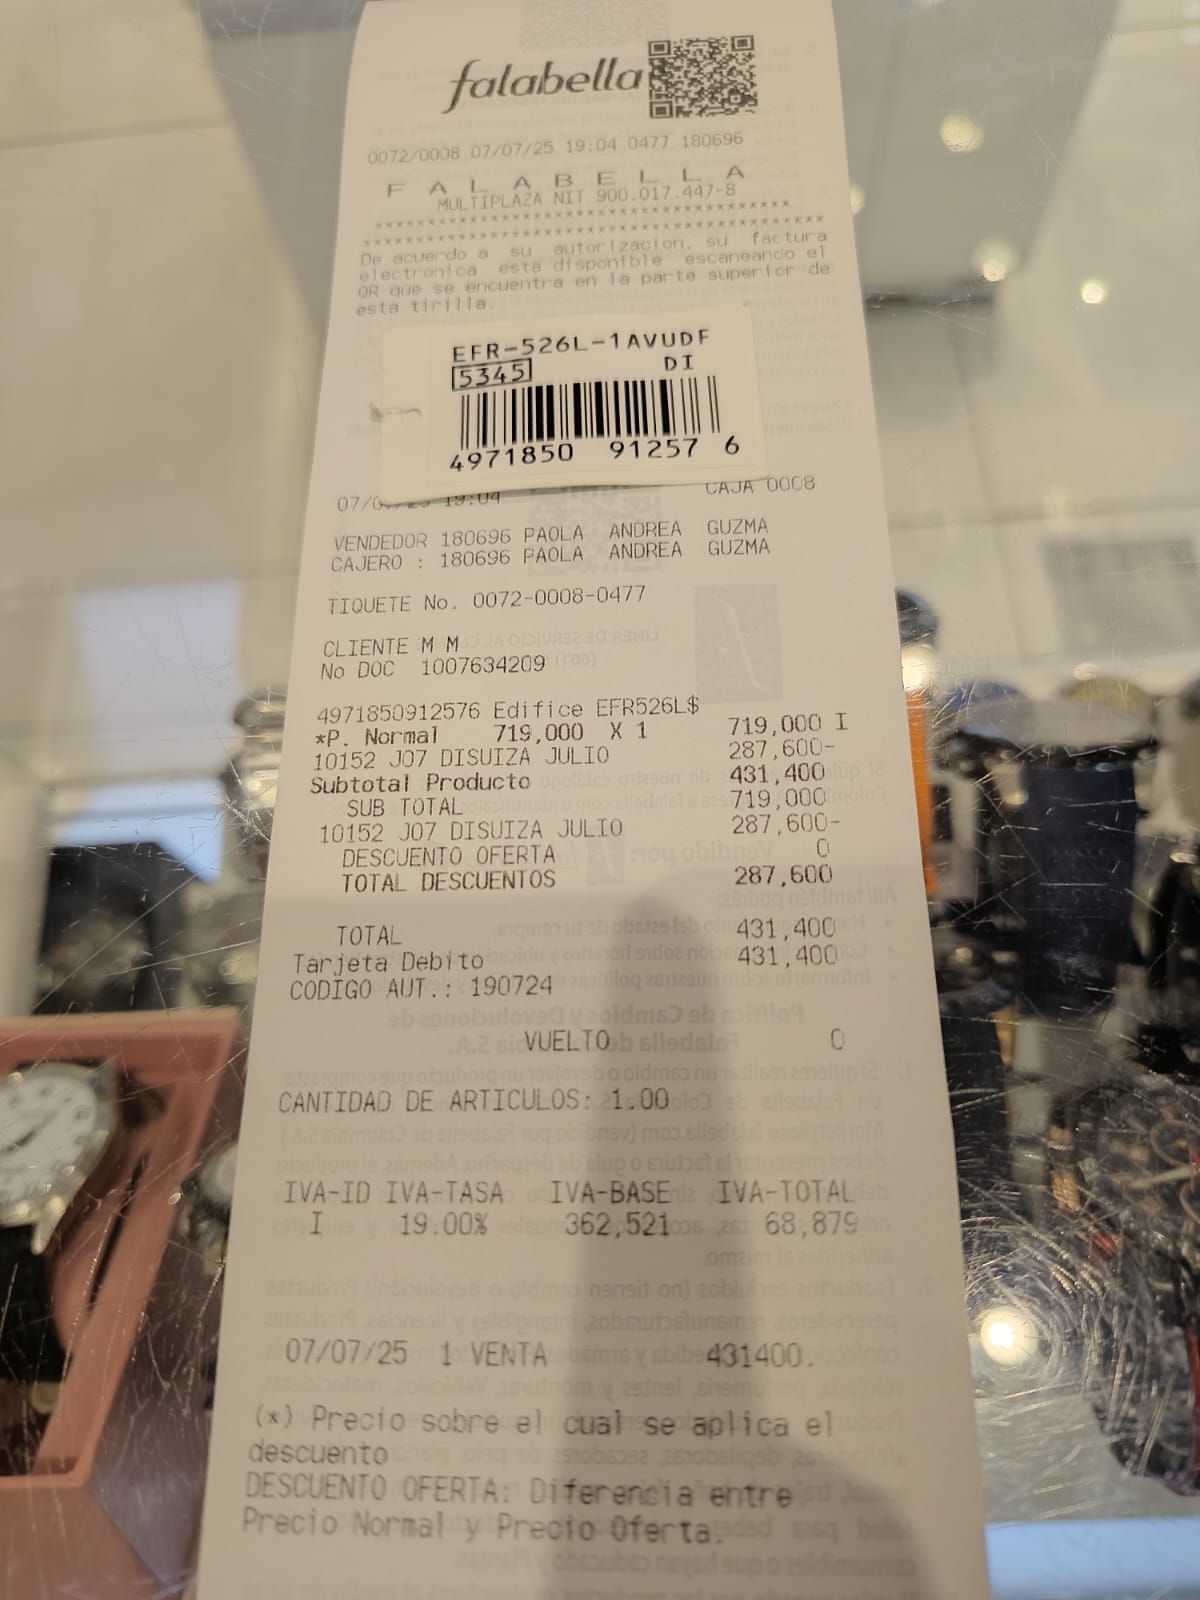 falabella
0072/0008 07/07/25 19:04 0477 180696
F A L A B E L L A
MULTIPLAZA NIT 900.017.447-8
****************************************
****************************************
De acuerdo a su autorizacion, su factura
electronica esta disponible escaneando el
QR que se encuentra en la parte superior de
esta tirilla.
EFR-526L-1AVUDF
5345 DI
4971850 91257 6
19:04 CAJA 0008
VENDEDOR 180696 PAOLA ANDREA GUZMA
CAJERO : 180696 PAOLA ANDREA GUZMA
TIQUETE No. 0072-0008-0477
CLIENTE M M
No DOC 1007634209
4971850912576 Edifice EFR526L$
*P. Normal 719,000 X 1 719,000 I
10152 J07 DISUIZA JULIO 287,600-
Subtotal Producto 431,400
SUB TOTAL 719,000
10152 J07 DISUIZA JULIO 287,600-
DESCUENTO OFERTA 0
TOTAL DESCUENTOS 287,600
TOTAL 431,400
Tarjeta Debito 431,400
CODIGO AUT.: 190724
VUELTO 0
CANTIDAD DE ARTICULOS: 1.00
IVA-ID IVA-TASA IVA-BASE IVA-TOTAL
I 19.00% 362,521 68,879
07/07/25 1 VENTA 431400.
(*) Precio sobre el cual se aplica el
descuento
DESCUENTO OFERTA: Diferencia entre
Precio Normal y Precio Oferta.